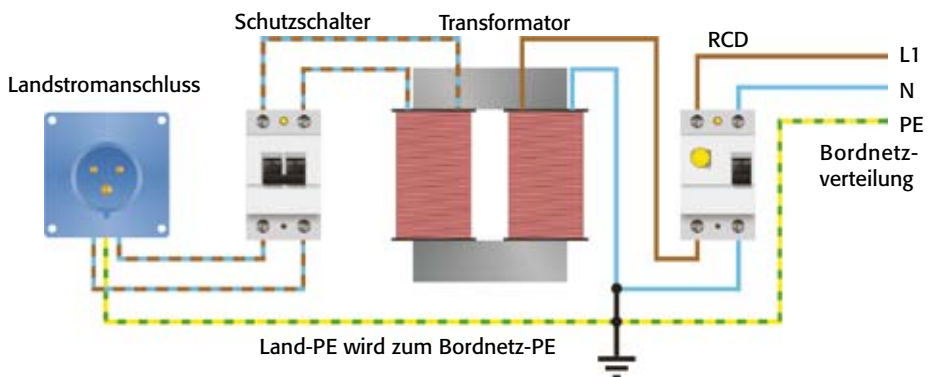 Schutzschalter
Transformator
RCD
L1
Landstromanschluss
N
PE
Bordnetz-
verteilung
Land-PE wird zum Bordnetz-PE